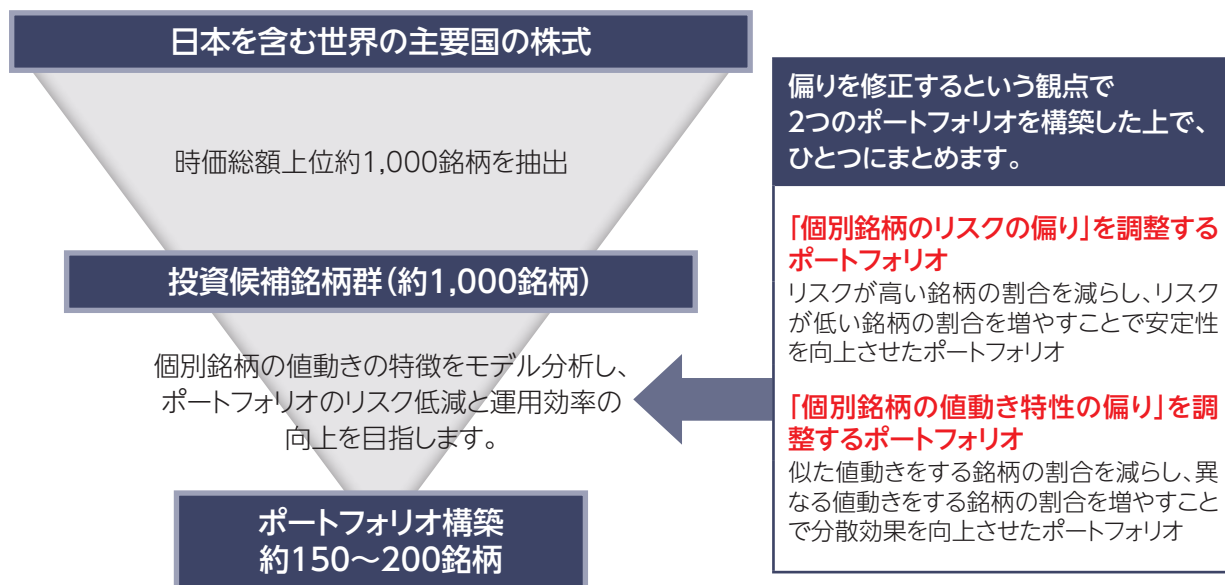 日本を含む世界の主要国の株式
時価総額上位約1,000銘柄を抽出
投資候補銘柄群（約1,000銘柄）
個別銘柄の値動きの特徴をモデル分析し、
ポートフォリオのリスク低減と運用効率の
向上を目指します。
ポートフォリオ構築
約150～200銘柄
偏りを修正するという観点で
2つのポートフォリオを構築した上で、
ひとつにまとめます。
「個別銘柄のリスクの偏り」を調整する
ポートフォリオ
リスクが高い銘柄の割合を減らし、リスク
が低い銘柄の割合を増やすことで安定性
を向上させたポートフォリオ
「個別銘柄の値動き特性の偏り」を調
整するポートフォリオ
似た値動きをする銘柄の割合を減らし、異
なる値動きをする銘柄の割合を増やすこと
で分散効果を向上させたポートフォリオ